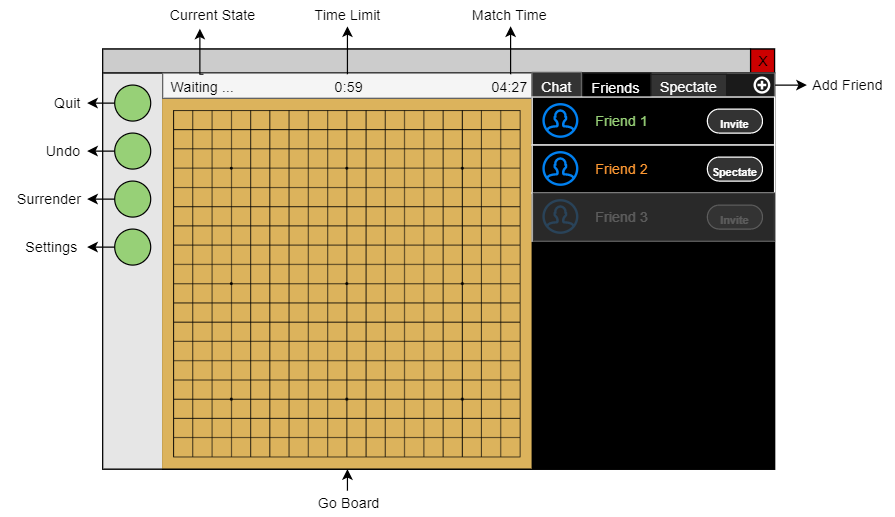 Current State
Time Limit
Match Time
X
Waiting ...
0:59
04:27
Chat
Friends
Spectate
Add Friend
Quit
Friend 1
Invite
Undo
Friend 2
Spectate
Surrender
Friend 3
Invite
Settings
Go Board